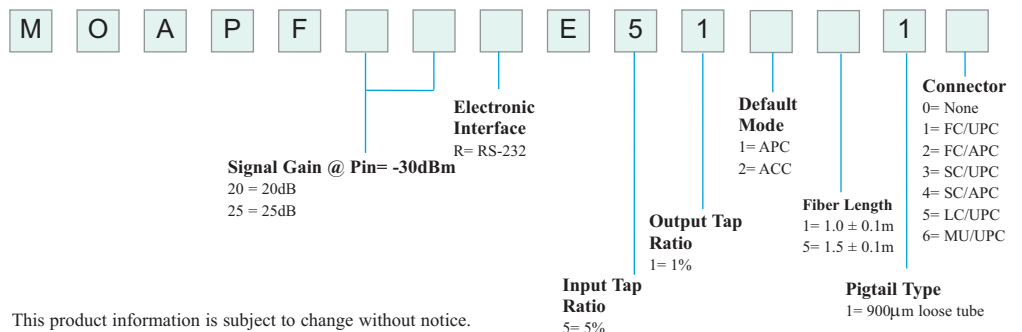 M O A P F E 5 1 1
Electronic
Interface
R= RS-232
Signal Gain @ Pin= -30dBm
20 = 20dB
25 = 25dB
Input Tap
Ratio
5= 5%
Output Tap
Ratio
1= 1%
Default
Mode
1= APC
2= ACC
Fiber Length
1= 1.0 ± 0.1m
5= 1.5 ± 0.1m
Pigtail Type
1= 900μm loose tube
Connector
0= None
1= FC/UPC
2= FC/APC
3= SC/UPC
4= SC/APC
5= LC/UPC
6= MU/UPC
This product information is subject to change without notice.